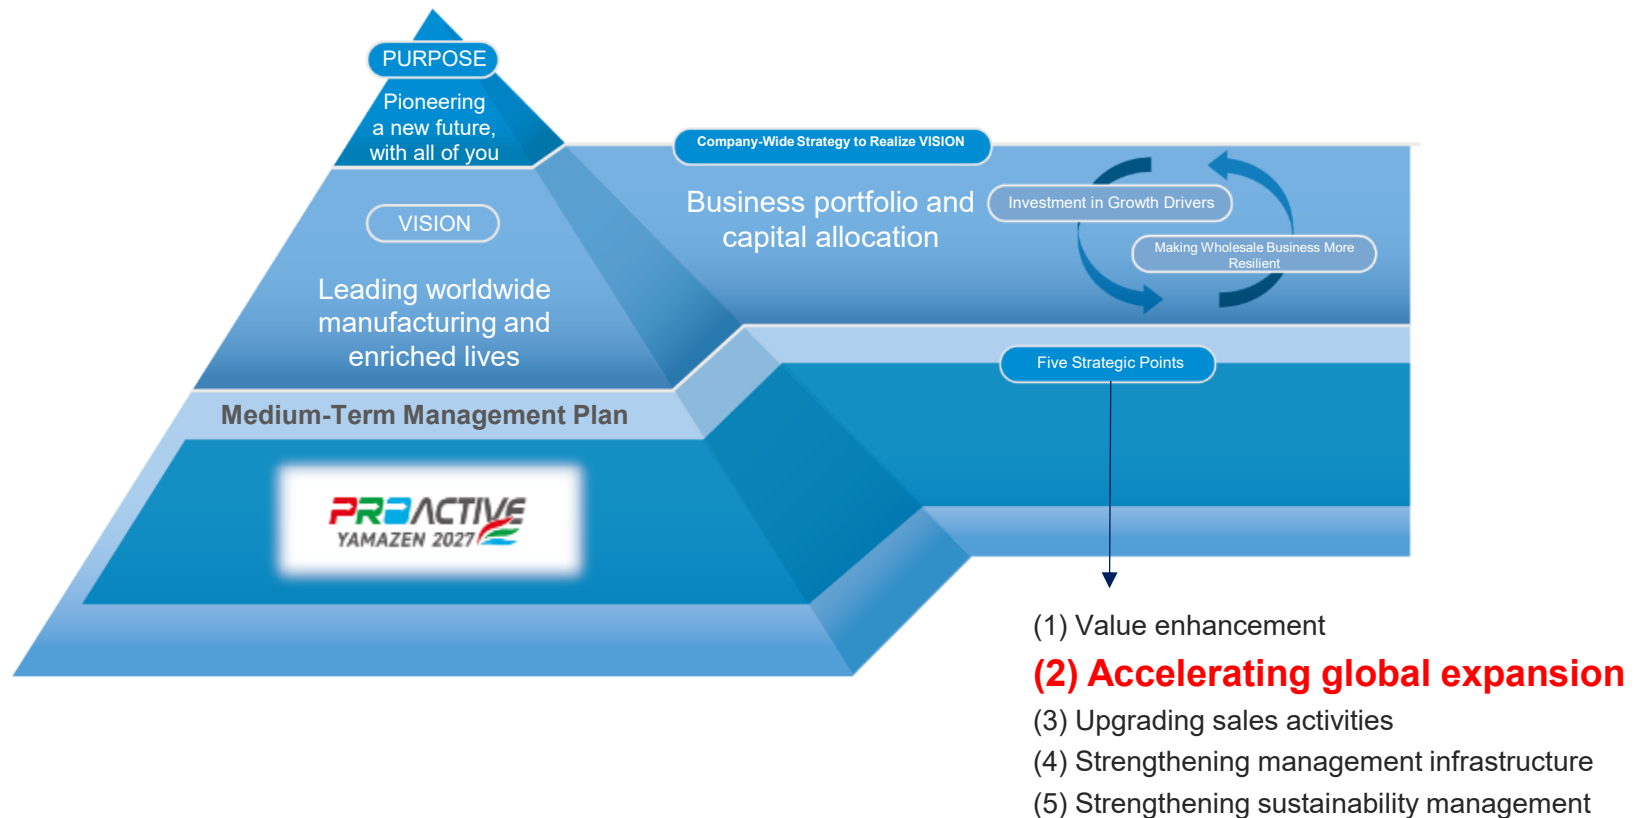 PURPOSE
Pioneering
a new future,
with all of you
VISION
Leading worldwide
manufacturing and
enriched lives
Medium-Term Management Plan
PROACTIVE
YAMAZEN 2027
Company-Wide Strategy to Realize VISION
Business portfolio and
capital allocation
Investment in Growth Drivers
Making Wholesale Business More
Resilient
Five Strategic Points
(1) Value enhancement
(2) Accelerating global expansion
(3) Upgrading sales activities
(4) Strengthening management infrastructure
(5) Strengthening sustainability management